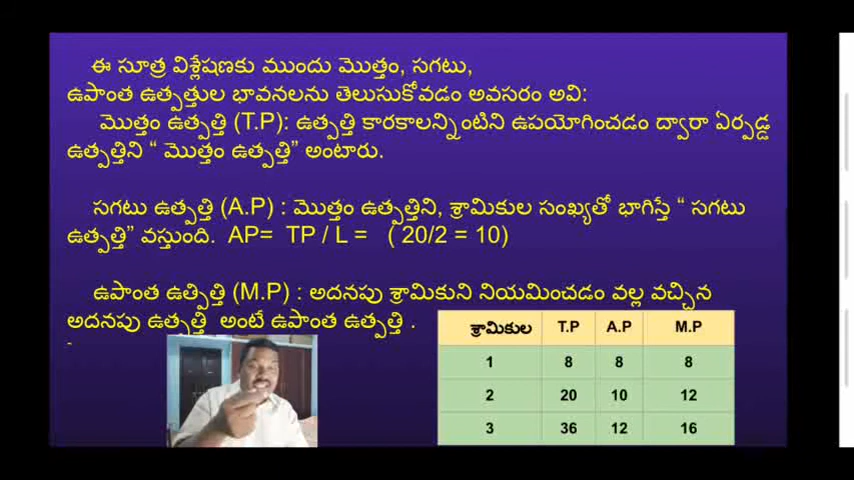 ఈ సూత్ర విశ్లేషణకు ముందు మొత్తం, సగటు,
ఉపాంత ఉత్పత్తుల భావనలను తెలుసుకోవడం అవసరం అవి:
మొత్తం ఉత్పత్తి (T.P): ఉత్పత్తి కారకాలన్నింటిని ఉపయోగించడం ద్వారా ఏర్పడ్డ
ఉత్పత్తిని “ మొత్తం ఉత్పత్తి” అంటారు.
సగటు ఉత్పత్తి (A.P) : మొత్తం ఉత్పత్తిని, శ్రామికుల సంఖ్యతో భాగిస్తే “ సగటు
ఉత్పత్తి” వస్తుంది. AP= TP / L = ( 20/2 = 10)
ఉపాంత ఉత్పిత్తి (M.P) : అదనపు శ్రామికుని నియమించడం వల్ల వచ్చిన
అదనపు ఉత్పత్తి అంటే ఉపాంత ఉత్పత్తి .
శ్రామికుల T.P A.P M.P
1 8 8 8
2 20 10 12
3 36 12 16